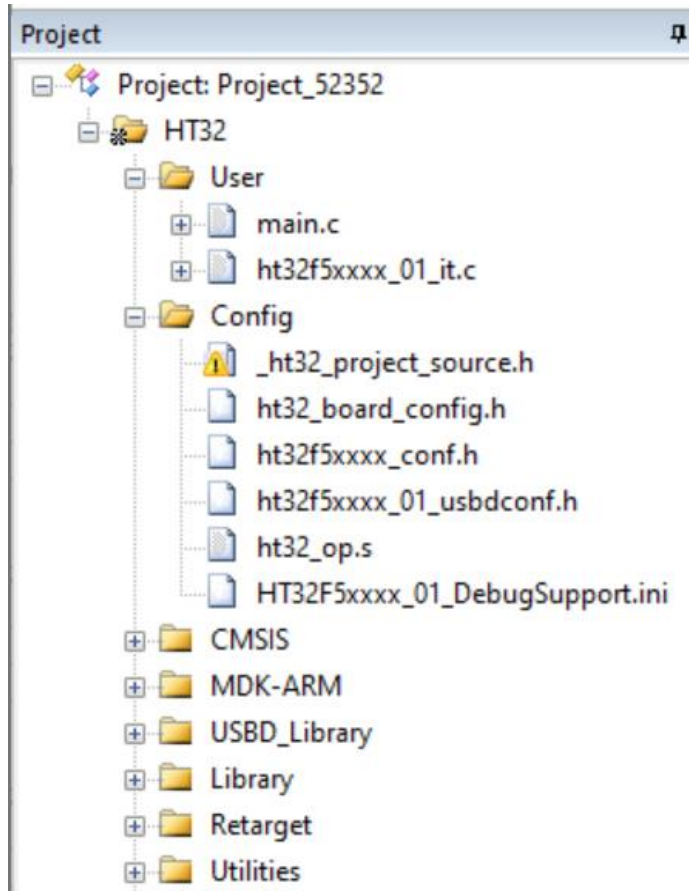 Project
Project: Project_52352
HT32
User
main.c
ht32f5xxxx_01_it.c
Config
_ht32_project_source.h
ht32_board_config.h
ht32f5xxxx_conf.h
ht32f5xxxx_01_usbdconf.h
ht32_op.s
HT32F5xxxx_01_DebugSupport.ini
CMSIS
MDK-ARM
USBD_Library
Library
Retarget
Utilities